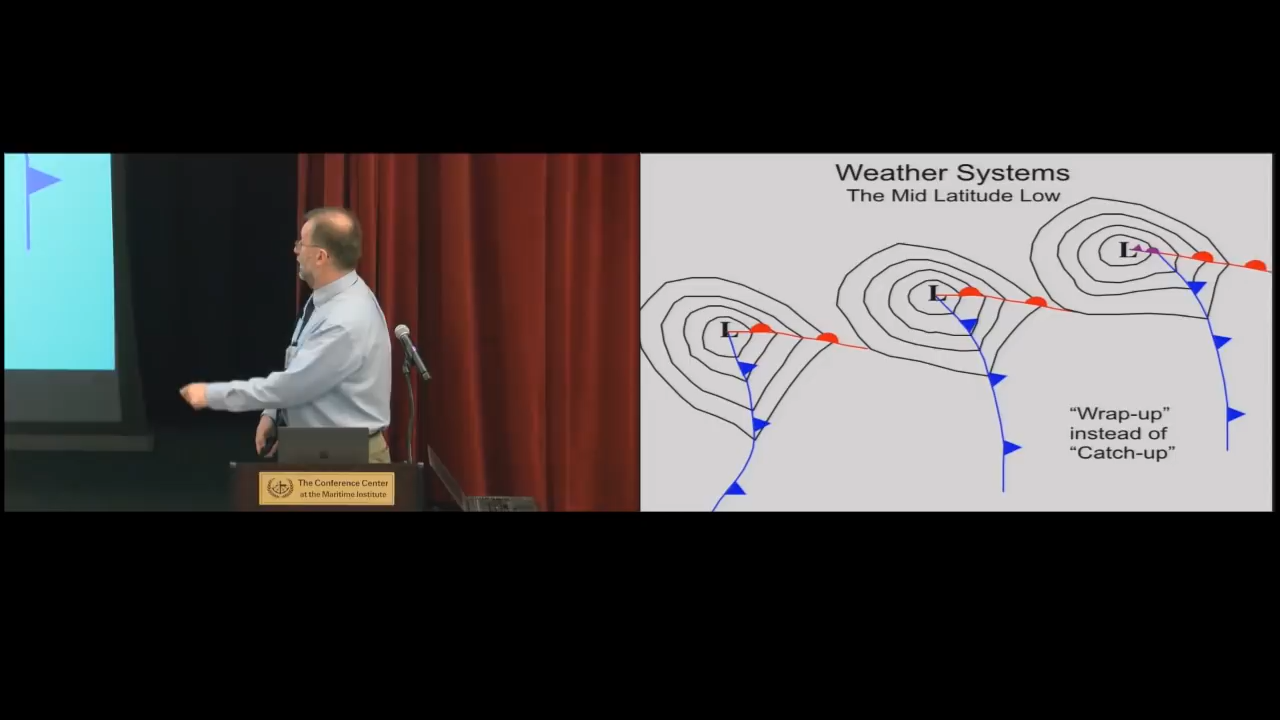 Weather Systems
The Mid Latitude Low
L
L
L
“Wrap-up”
instead of
“Catch-up”
The Conference Center
at the Maritime Institute